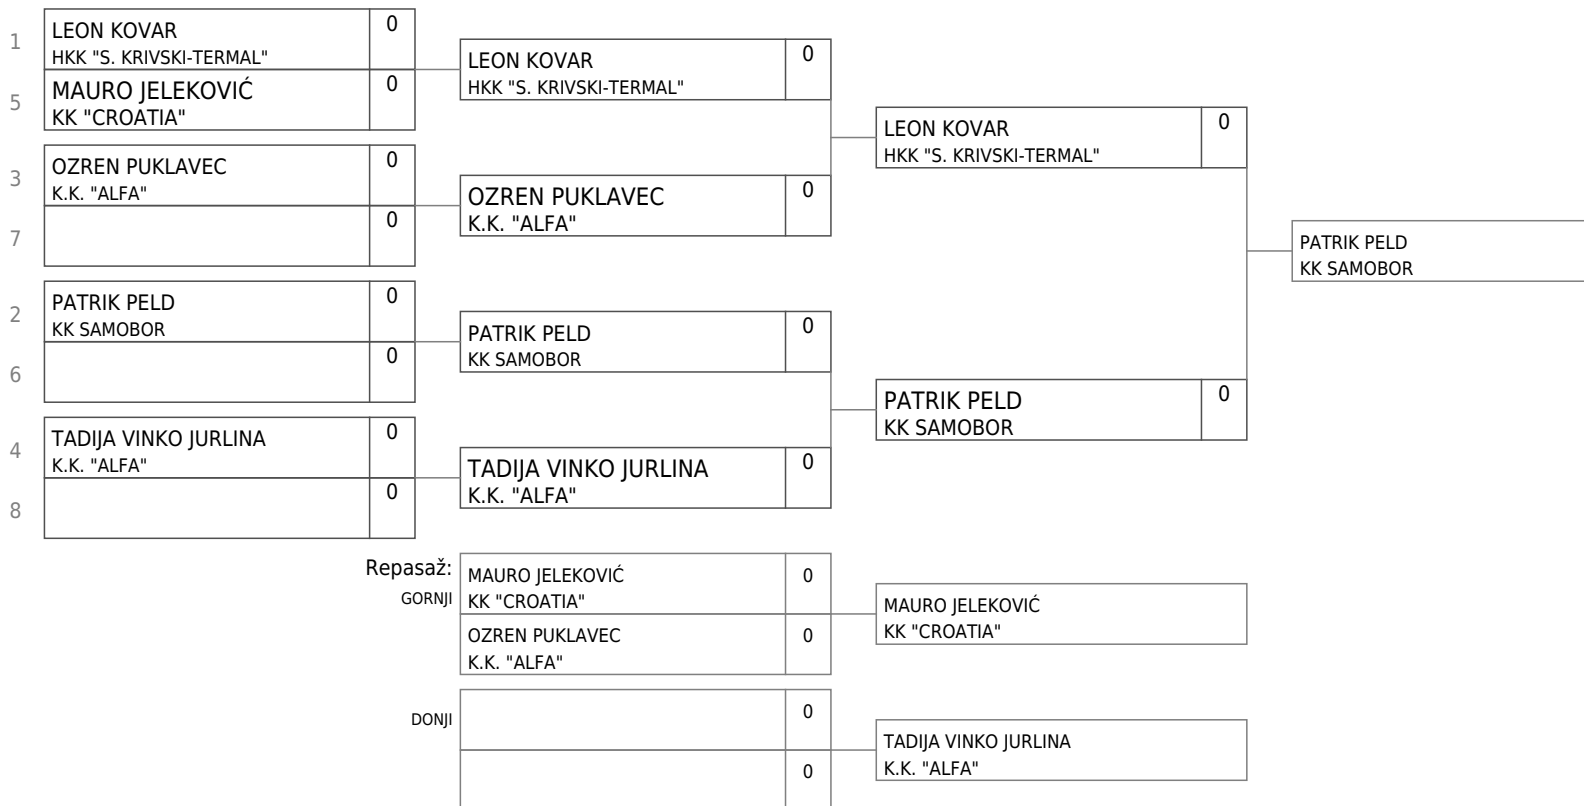 1
LEON KOVAR
HKK "S. KRIVSKI-TERMAL"
0
5
MAURO JELEKOVIĆ
KK "CROATIA"
0
3
OZREN PUKLAVEC
K.K. "ALFA"
0
7
0
2
PATRIK PELD
KK SAMOBOR
0
6
0
4
TADIJA VINKO JURLINA
K.K. "ALFA"
0
8
0
LEON KOVAR
HKK "S. KRIVSKI-TERMAL"
0
OZREN PUKLAVEC
K.K. "ALFA"
0
PATRIK PELD
KK SAMOBOR
0
TADIJA VINKO JURLINA
K.K. "ALFA"
0
LEON KOVAR
HKK "S. KRIVSKI-TERMAL"
0
PATRIK PELD
KK SAMOBOR
0
PATRIK PELD
KK SAMOBOR
Repasaž:
GORNJI
MAURO JELEKOVIĆ
KK "CROATIA"
0
OZREN PUKLAVEC
K.K. "ALFA"
0
MAURO JELEKOVIĆ
KK "CROATIA"
DONJI
0
0
TADIJA VINKO JURLINA
K.K. "ALFA"